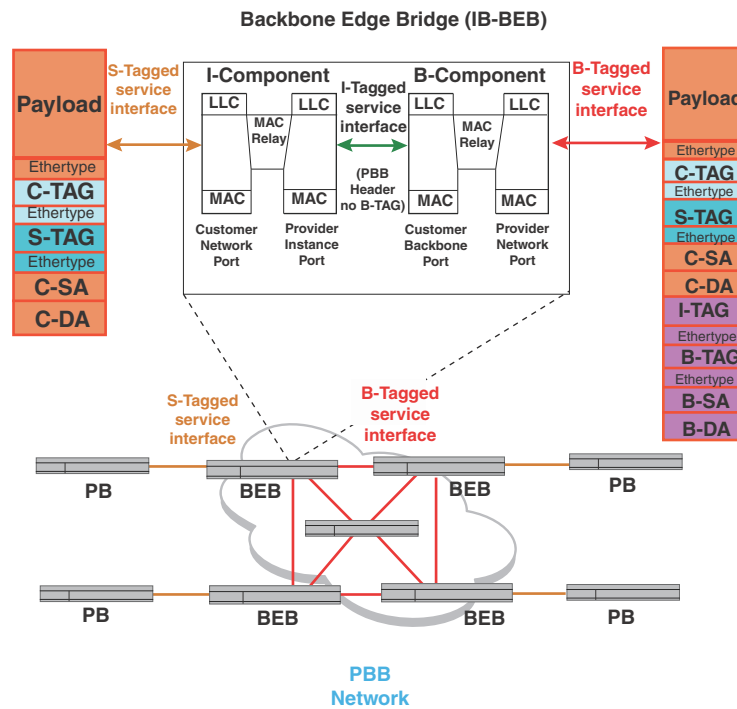 Backbone Edge Bridge (IB-BEB)
Payload
Ethertype
C-TAG
Ethertype
S-TAG
Ethertype
C-SA
C-DA
S-Tagged
service
interface
I-Component
LLC
LLC
MAC
Relay
MAC
MAC
Customer
Network
Port
Provider
Instance
Port
I-Tagged
service
interface
(PBB
Header
no B-TAG)
B-Component
LLC
LLC
MAC
Relay
MAC
MAC
Customer
Backbone
Port
Provider
Network
Port
B-Tagged
service
interface
Payload
Ethertype
C-TAG
Ethertype
S-TAG
Ethertype
C-SA
C-DA
I-TAG
Ethertype
B-TAG
Ethertype
B-SA
B-DA
S-Tagged
service
interface
B-Tagged
service
interface
PB
BEB
BEB
PB
PB
BEB
BEB
PB
PBB
Network